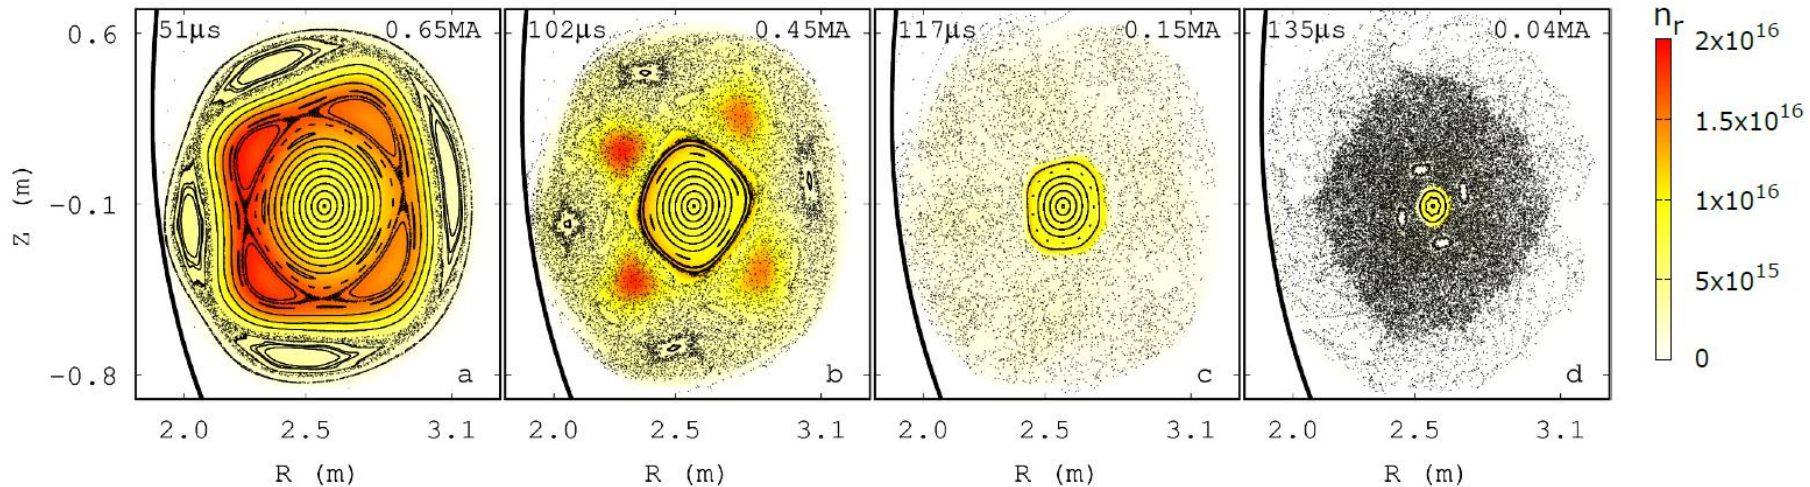 51μs 0.65MA 102μs 0.45MA 117μs 0.15MA 135μs 0.04MA n_r
0.6 2x10^16
1.5x10^16
Z (m) -0.1 1x10^16
5x10^15
-0.8 a b c d 0
2.0 2.5 3.1 2.0 2.5 3.1 2.0 2.5 3.1 2.0 2.5 3.1
R (m) R (m) R (m) R (m)